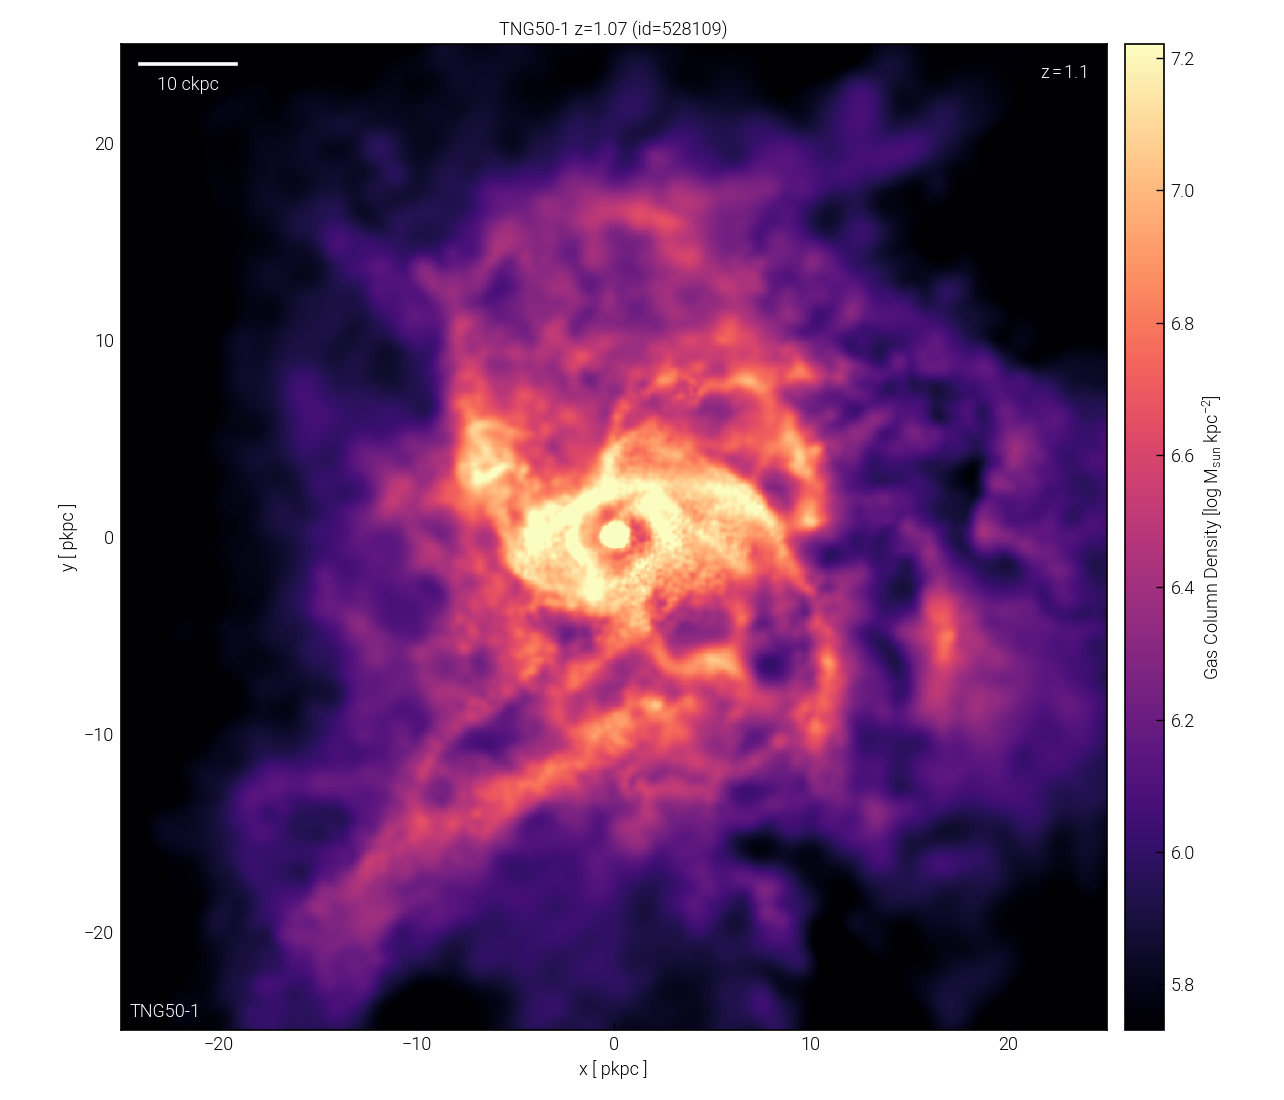 TNG50-1 z=1.07 (id=528109)
10 ckpc
z = 1.1
TNG50-1
20
10
0
−10
−20
y [ pkpc ]
−20
−10
0
10
20
x [ pkpc ]
7.2
7.0
6.8
6.6
6.4
6.2
6.0
5.8
Gas Column Density [log M_sun kpc⁻²]